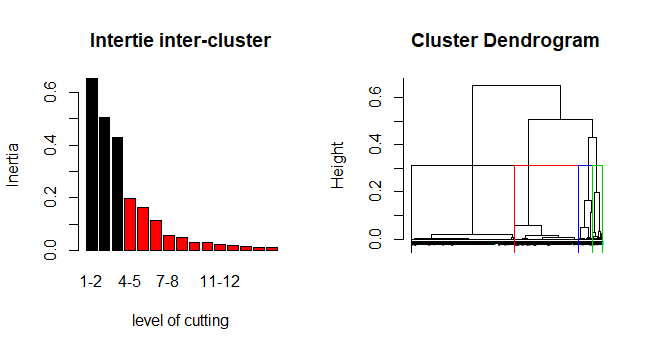 Intertie inter-cluster
Inertia
0.6
0.4
0.2
0.0
1-2 4-5 7-8 11-12
level of cutting
Cluster Dendrogram
Height
0.6
0.4
0.2
0.0